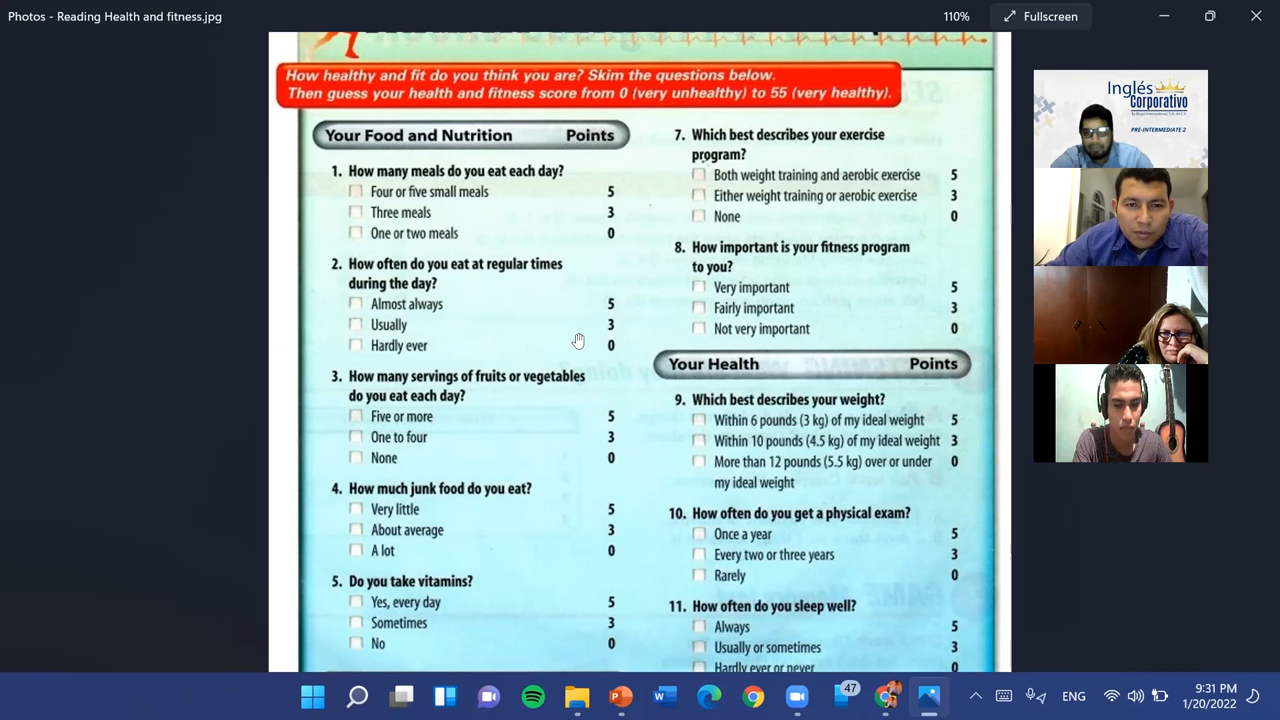 Photos - Reading Health and fitness.jpg
110%
Fullscreen
How healthy and fit do you think you are? Skim the questions below.
Then guess your health and fitness score from 0 (very unhealthy) to 55 (very healthy).
Your Food and Nutrition Points
1. How many meals do you eat each day?
Four or five small meals 5
Three meals 3
One or two meals 0
2. How often do you eat at regular times
during the day?
Almost always 5
Usually 3
Hardly ever 0
3. How many servings of fruits or vegetables
do you eat each day?
Five or more 5
One to four 3
None 0
4. How much junk food do you eat?
Very little 5
About average 3
A lot 0
5. Do you take vitamins?
Yes, every day 5
Sometimes 3
No 0
7. Which best describes your exercise
program?
Both weight training and aerobic exercise 5
Either weight training or aerobic exercise 3
None 0
8. How important is your fitness program
to you?
Very important 5
Fairly important 3
Not very important 0
Your Health Points
9. Which best describes your weight?
Within 6 pounds (3 kg) of my ideal weight 5
Within 10 pounds (4.5 kg) of my ideal weight 3
More than 12 pounds (5.5 kg) over or under 0
my ideal weight
10. How often do you get a physical exam?
Once a year 5
Every two or three years 3
Rarely 0
11. How often do you sleep well?
Always 5
Usually or sometimes 3
Hardly ever or never 0
Inglés
Corporativo
PRE-INTERMEDIATE 2
47
ENG
9:31 PM
1/20/2022